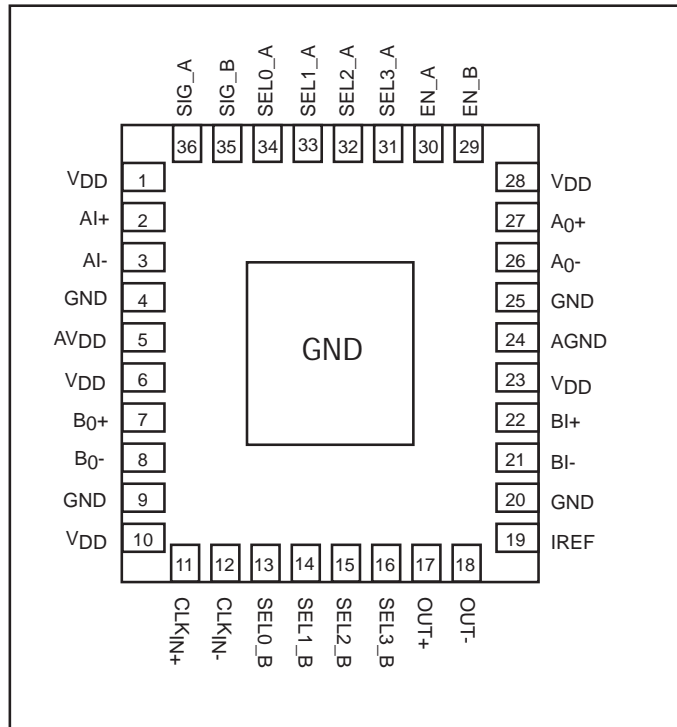 SIG_A SIG_B SEL0_A SEL1_A SEL2_A SEL3_A EN_A EN_B
36 35 34 33 32 31 30 29
VDD 1 28 VDD
AI+ 2 27 A0+
AI- 3 26 A0-
GND 4 25 GND
AVDD 5 24 AGND
GND
VDD 6 23 VDD
B0+ 7 22 BI+
B0- 8 21 BI-
GND 9 20 GND
VDD 10 19 IREF
11 12 13 14 15 16 17 18
CLKIN+ CLKIN- SEL0_B SEL1_B SEL2_B SEL3_B OUT+ OUT-